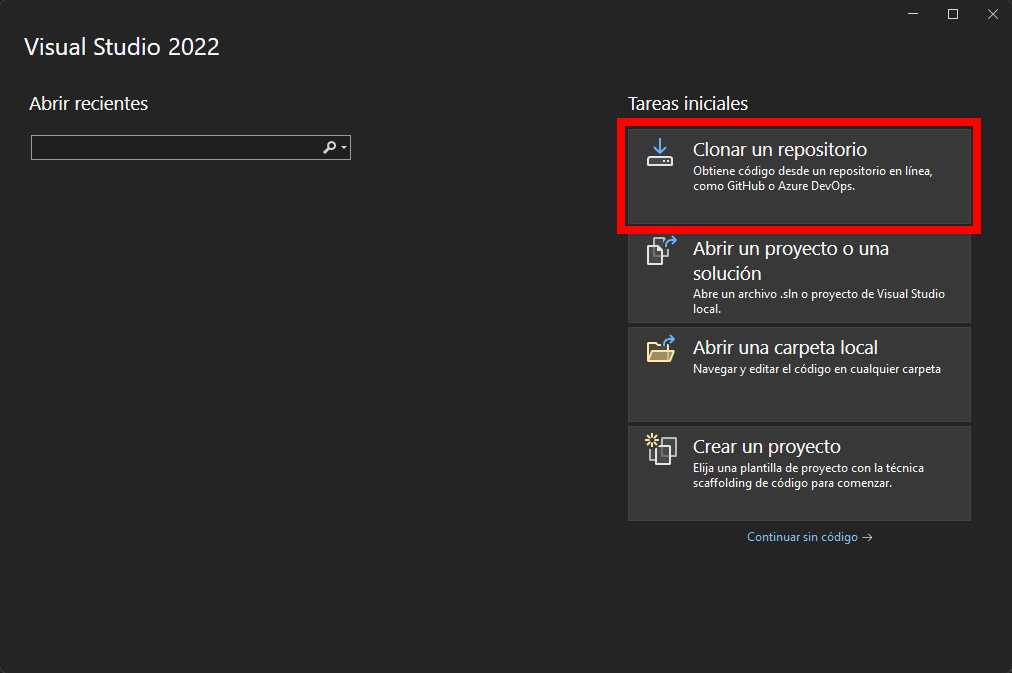 Visual Studio 2022
Abrir recientes
Tareas iniciales
Clonar un repositorio
Obtiene código desde un repositorio en línea,
como GitHub o Azure DevOps.
Abrir un proyecto o una
solución
Abre un archivo .sln o proyecto de Visual Studio
local.
Abrir una carpeta local
Navegar y editar el código en cualquier carpeta
Crear un proyecto
Elija una plantilla de proyecto con la técnica
scaffolding de código para comenzar.
Continuar sin código →